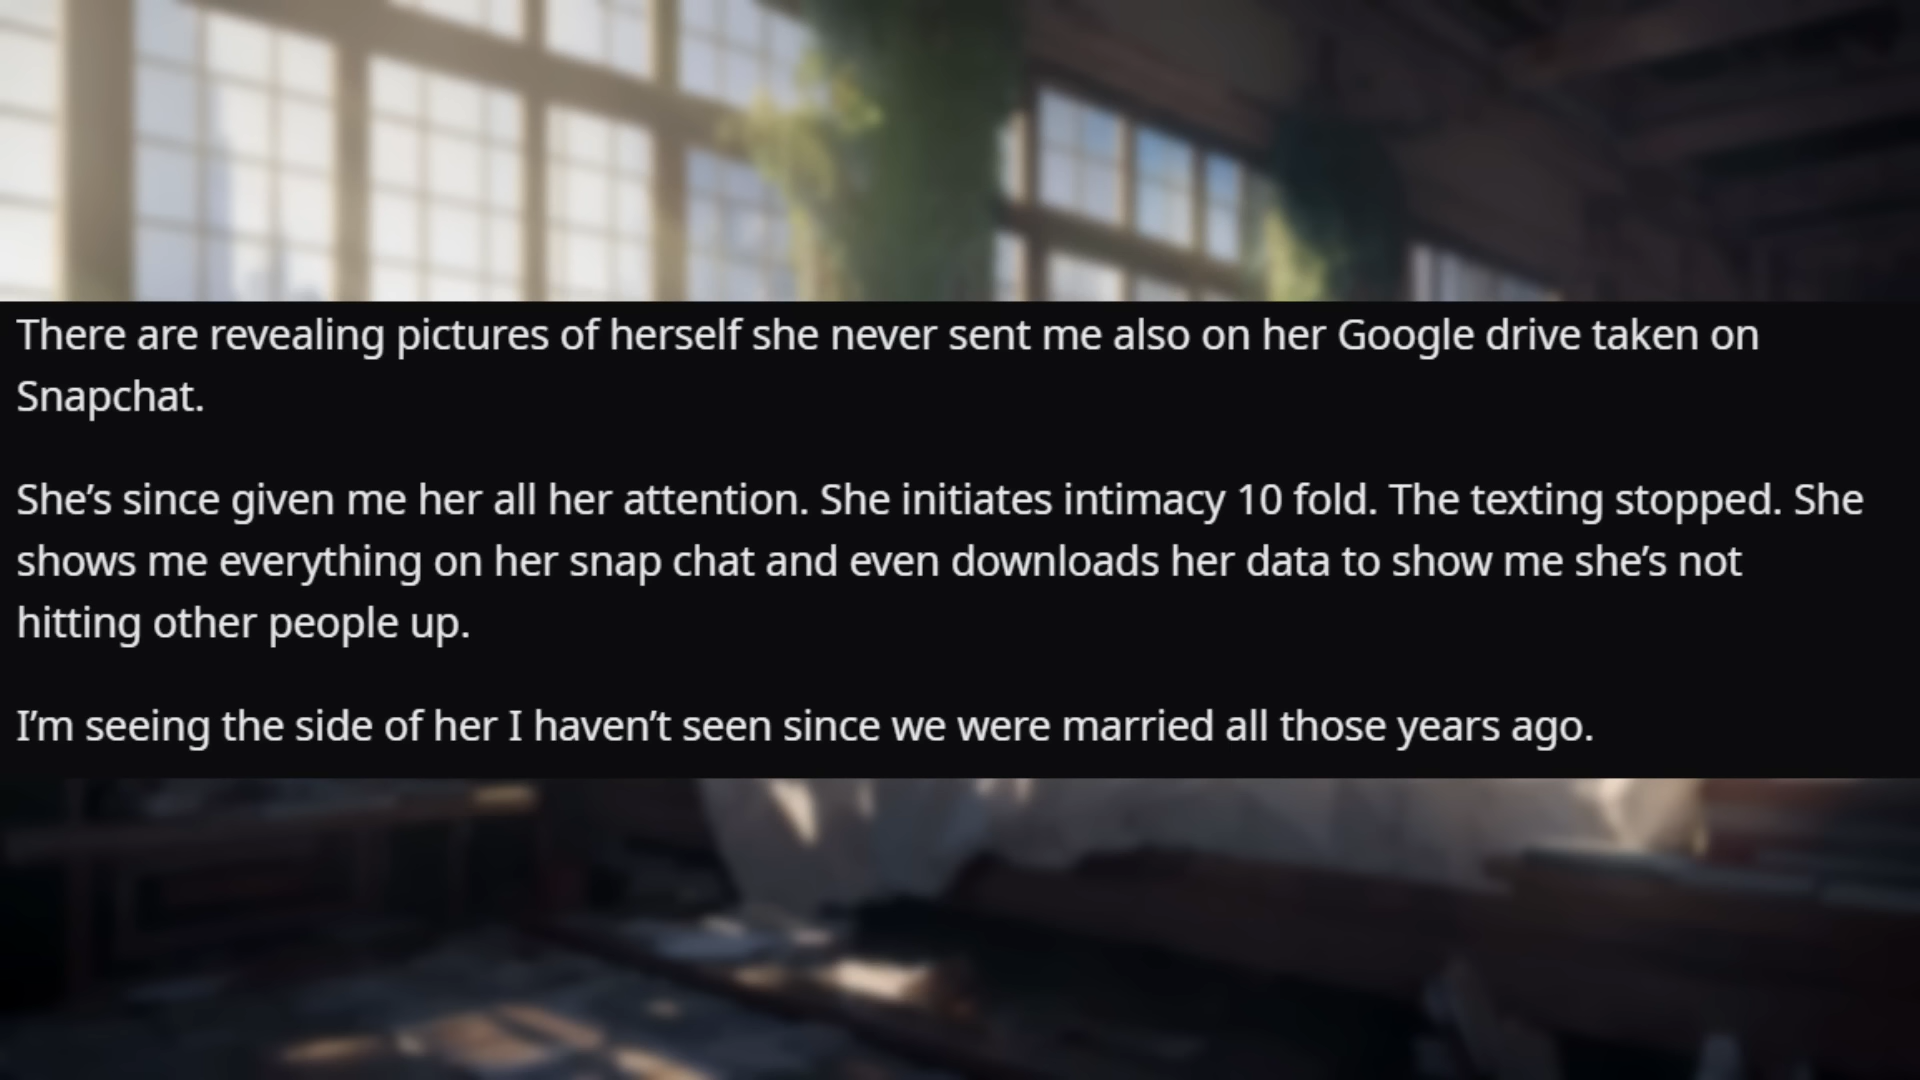 There are revealing pictures of herself she never sent me also on her Google drive taken on
Snapchat.
She’s since given me her all her attention. She initiates intimacy 10 fold. The texting stopped. She
shows me everything on her snap chat and even downloads her data to show me she’s not
hitting other people up.
I’m seeing the side of her I haven’t seen since we were married all those years ago.